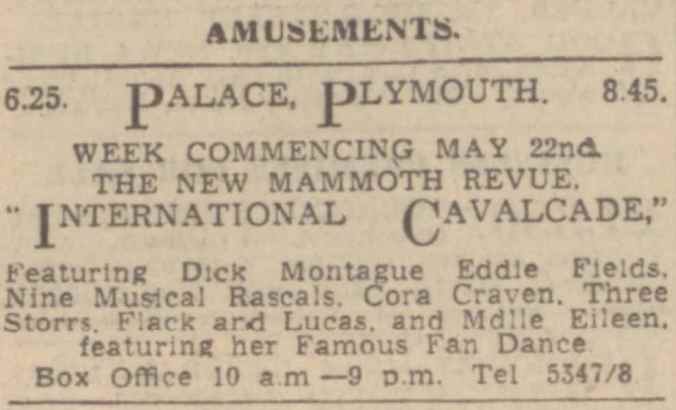 AMUSEMENTS.
6.25. PALACE, PLYMOUTH. 8.45.
WEEK COMMENCING MAY 22nd.
THE NEW MAMMOTH REVUE.
" INTERNATIONAL CAVALCADE,"
Featuring Dick Montague Eddie Fields,
Nine Musical Rascals, Cora Craven, Three
Storrs, Flack and Lucas, and Mdlle Eileen,
featuring her Famous Fan Dance
Box Office 10 a.m —9 p.m. Tel 5347/8